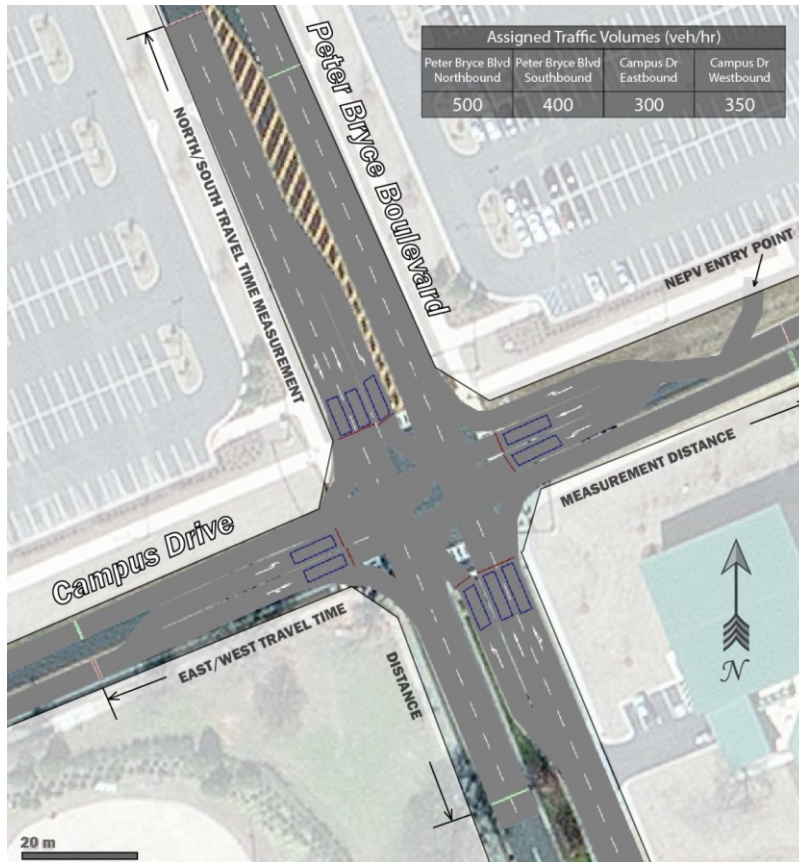 Assigned Traffic Volumes (veh/hr)
Peter Bryce Blvd Northbound
Peter Bryce Blvd Southbound
Campus Dr Eastbound
Campus Dr Westbound
500
400
300
350
Peter Bryce Boulevard
NORTH/SOUTH TRAVEL TIME MEASUREMENT
NEPV ENTRY POINT
MEASUREMENT DISTANCE
Campus Drive
EAST/WEST TRAVEL TIME
DISTANCE
N
20 m